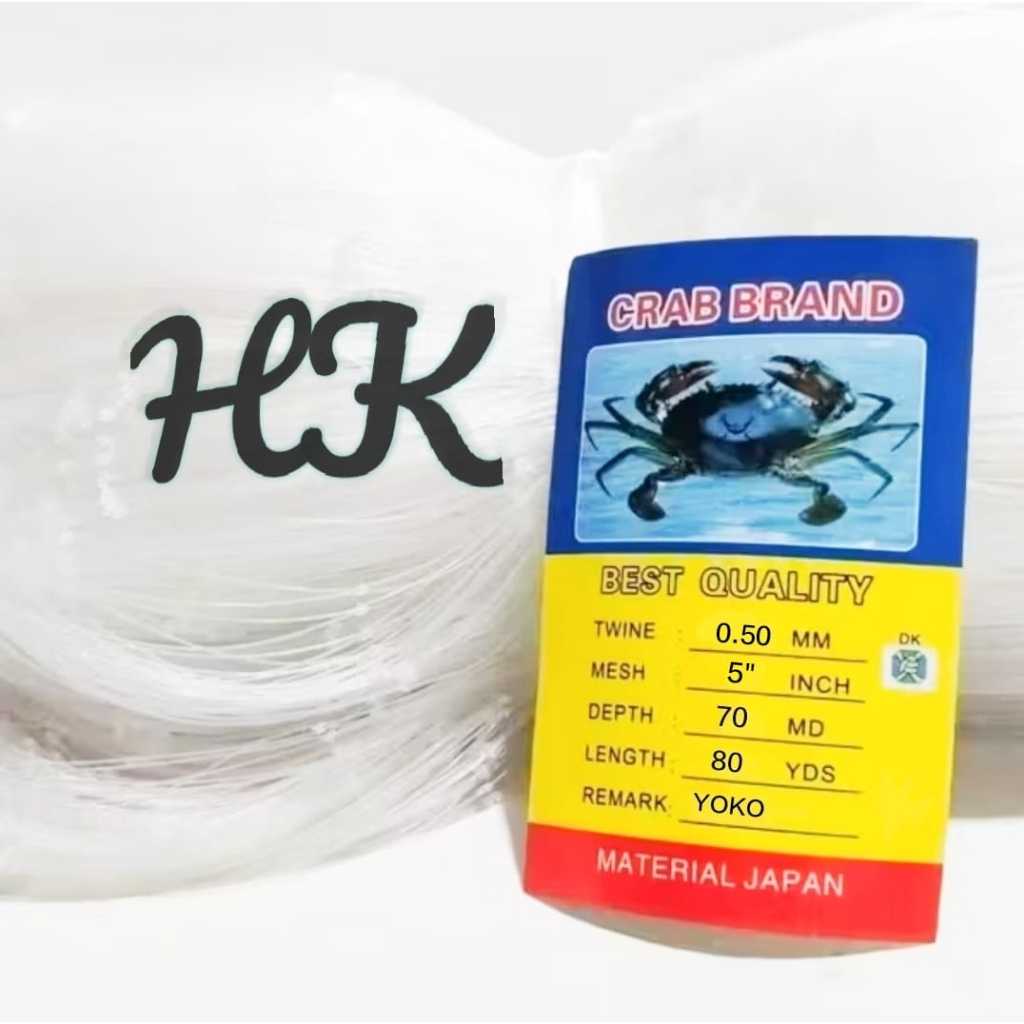 HK
CRAB BRAND
BEST QUALITY
TWINE : 0.50 MM
MESH : 5" INCH
DEPTH : 70 MD
LENGTH : 80 YDS
REMARK : YOKO
DK
MATERIAL JAPAN